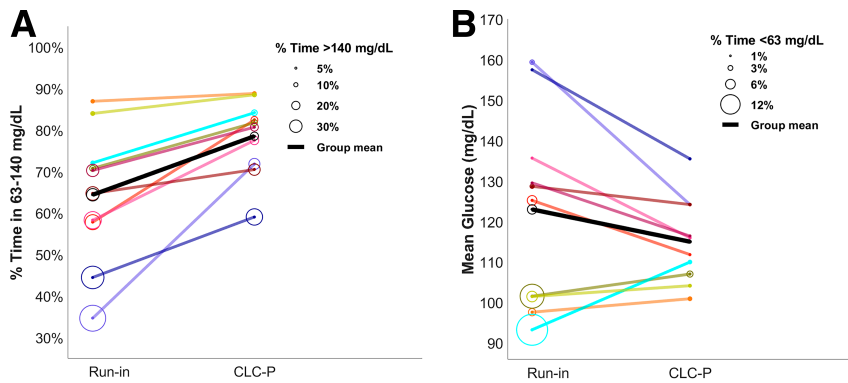 A
% Time in 63-140 mg/dL
100%
90%
80%
70%
60%
50%
40%
30%
Run-in
CLC-P
% Time >140 mg/dL
5%
10%
20%
30%
Group mean
B
Mean Glucose (mg/dL)
170
160
150
140
130
120
110
100
90
Run-in
CLC-P
% Time <63 mg/dL
1%
3%
6%
12%
Group mean